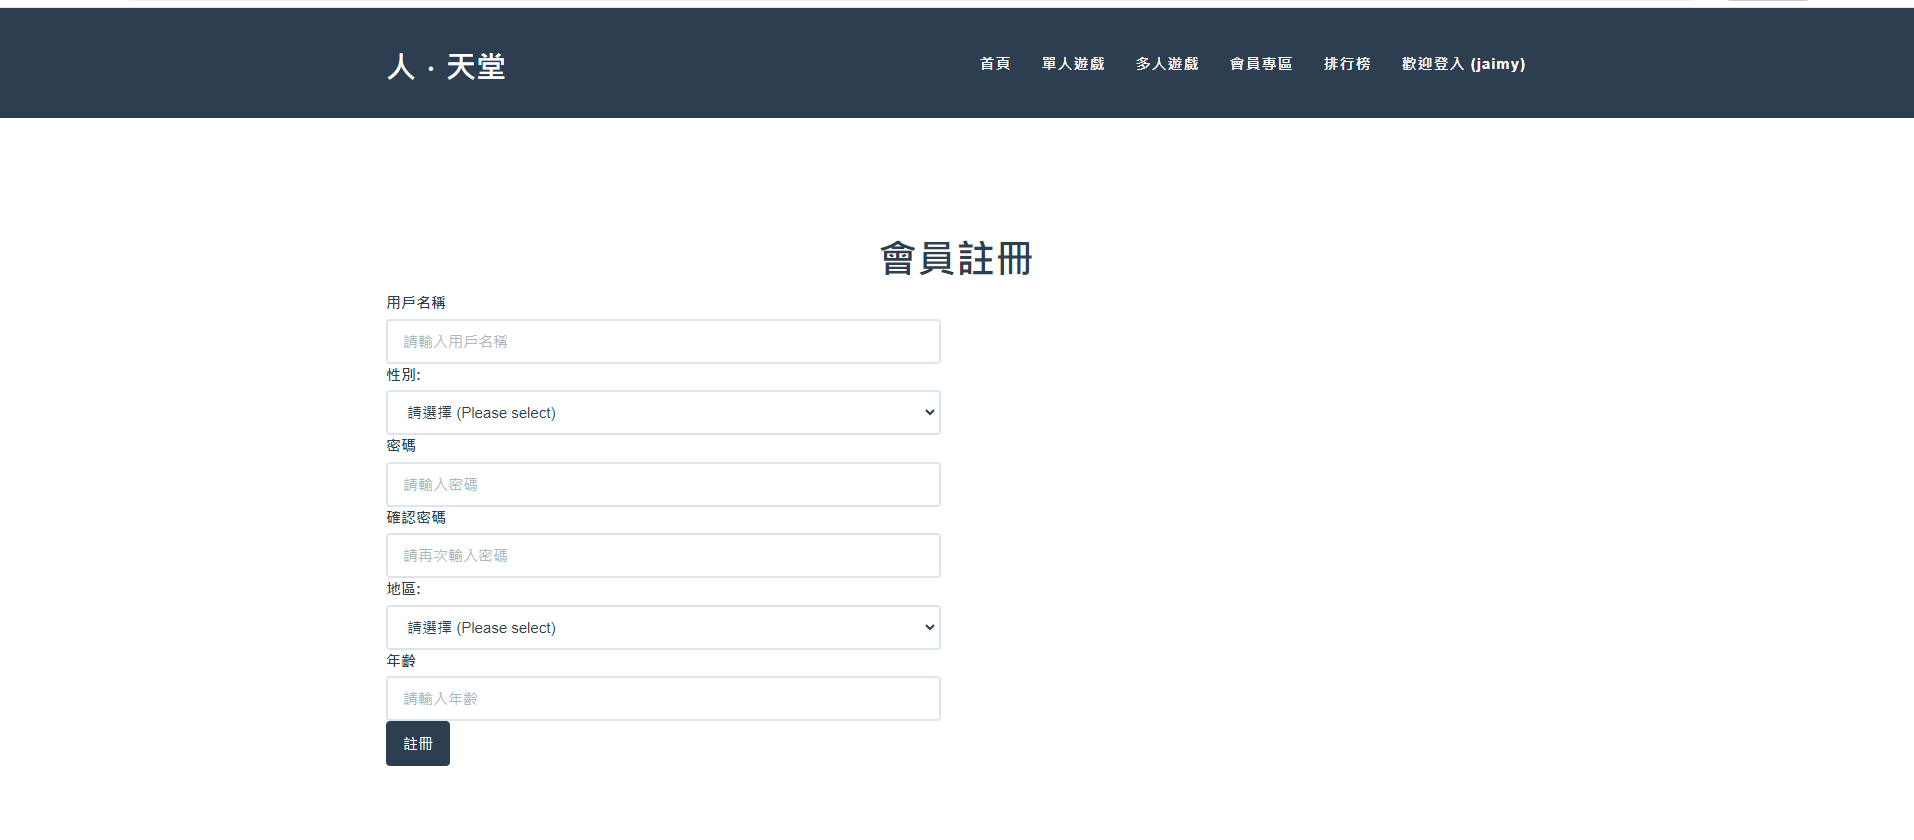 人 · 天堂
首頁 單人遊戲 多人遊戲 會員專區 排行榜 歡迎登入 (jaimy)
會員註冊
用戶名稱
請輸入用戶名稱
性別:
請選擇 (Please select)
密碼
請輸入密碼
確認密碼
請再次輸入密碼
地區:
請選擇 (Please select)
年齡
請輸入年齡
註冊